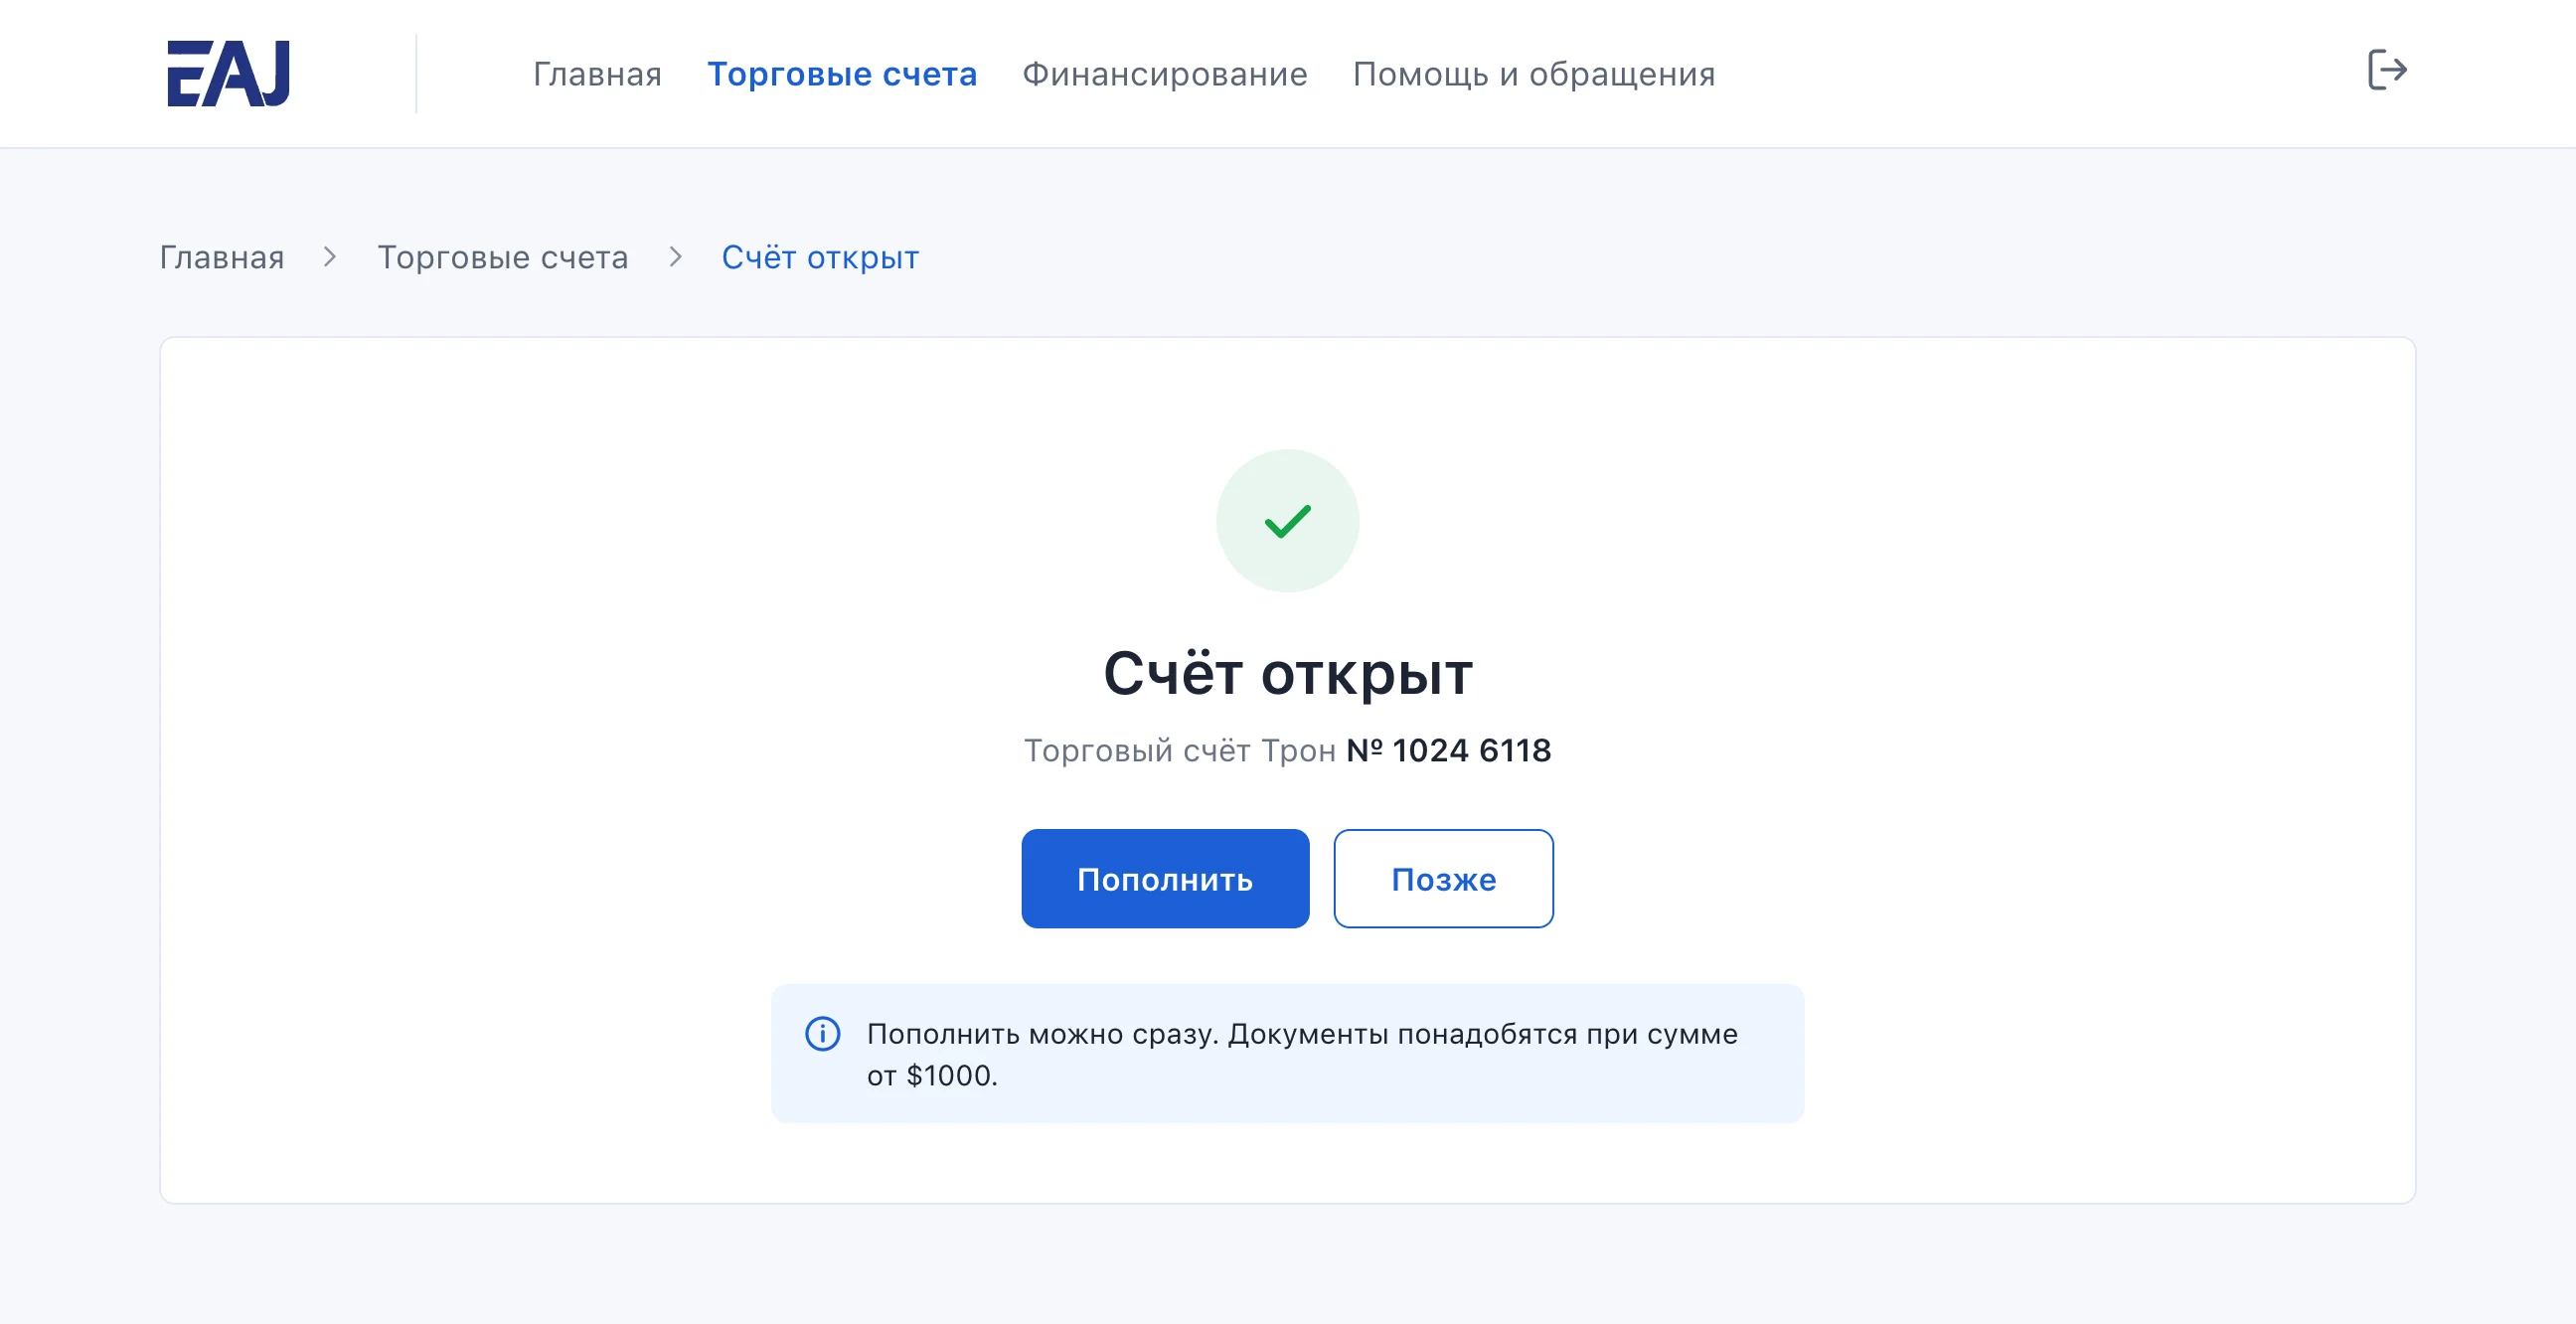 EAJ
Главная
Торговые счета
Финансирование
Помощь и обращения
Главная > Торговые счета > Счёт открыт
Счёт открыт
Торговый счёт Трон № 1024 6118
Пополнить
Позже
Пополнить можно сразу. Документы понадобятся при сумме
от $1000.